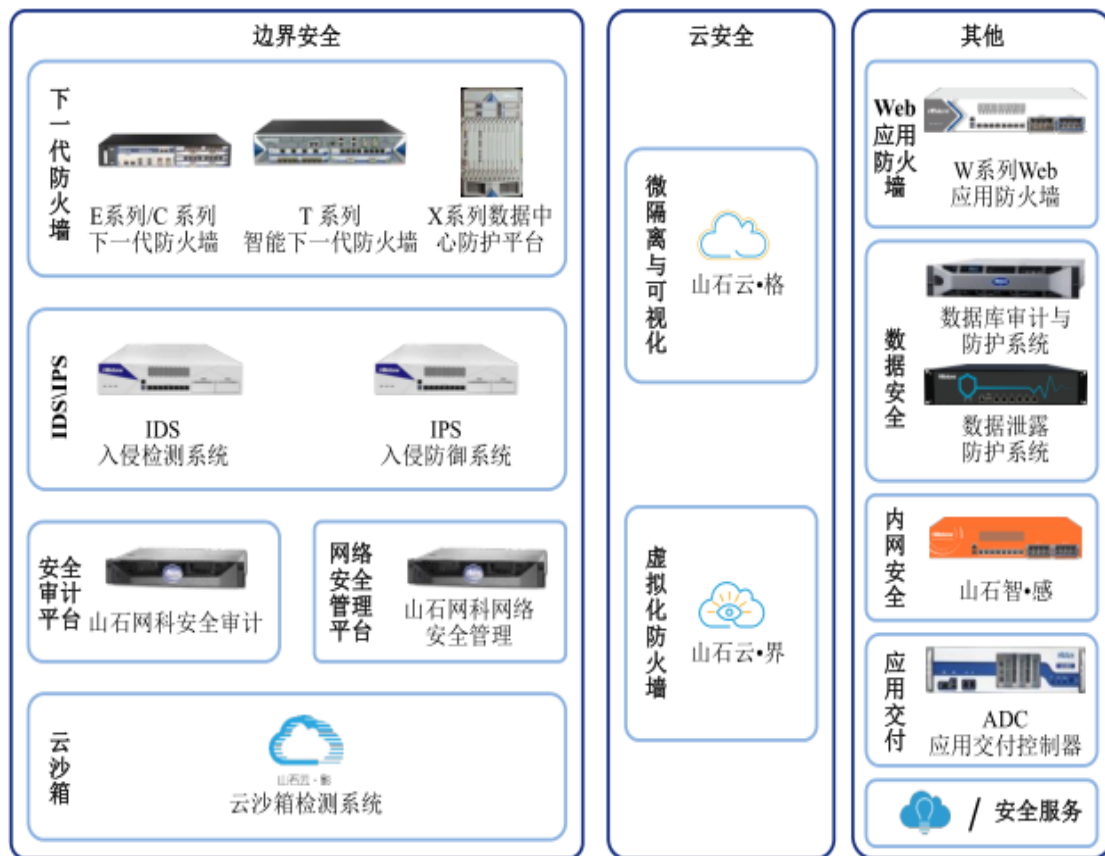 边界安全
下一代防火墙
E系列/C 系列
下一代防火墙
T 系列
智能下一代防火墙
X系列数据中
心防护平台
IDS\IPS
IDS
入侵检测系统
IPS
入侵防御系统
安全
审计
平台
山石网科安全审计
网络
安全
管理
平台
山石网科网络
安全管理
云沙箱
山石云·影
云沙箱检测系统
云安全
微隔离与可视化
山石云•格
虚拟化防火墙
山石云•界
其他
Web
应用
防火
墙
W系列Web
应用防火墙
数据安全
数据库审计与
防护系统
数据泄露
防护系统
内网安全
山石智•感
应用交付
ADC
应用交付控制器
/ 安全服务